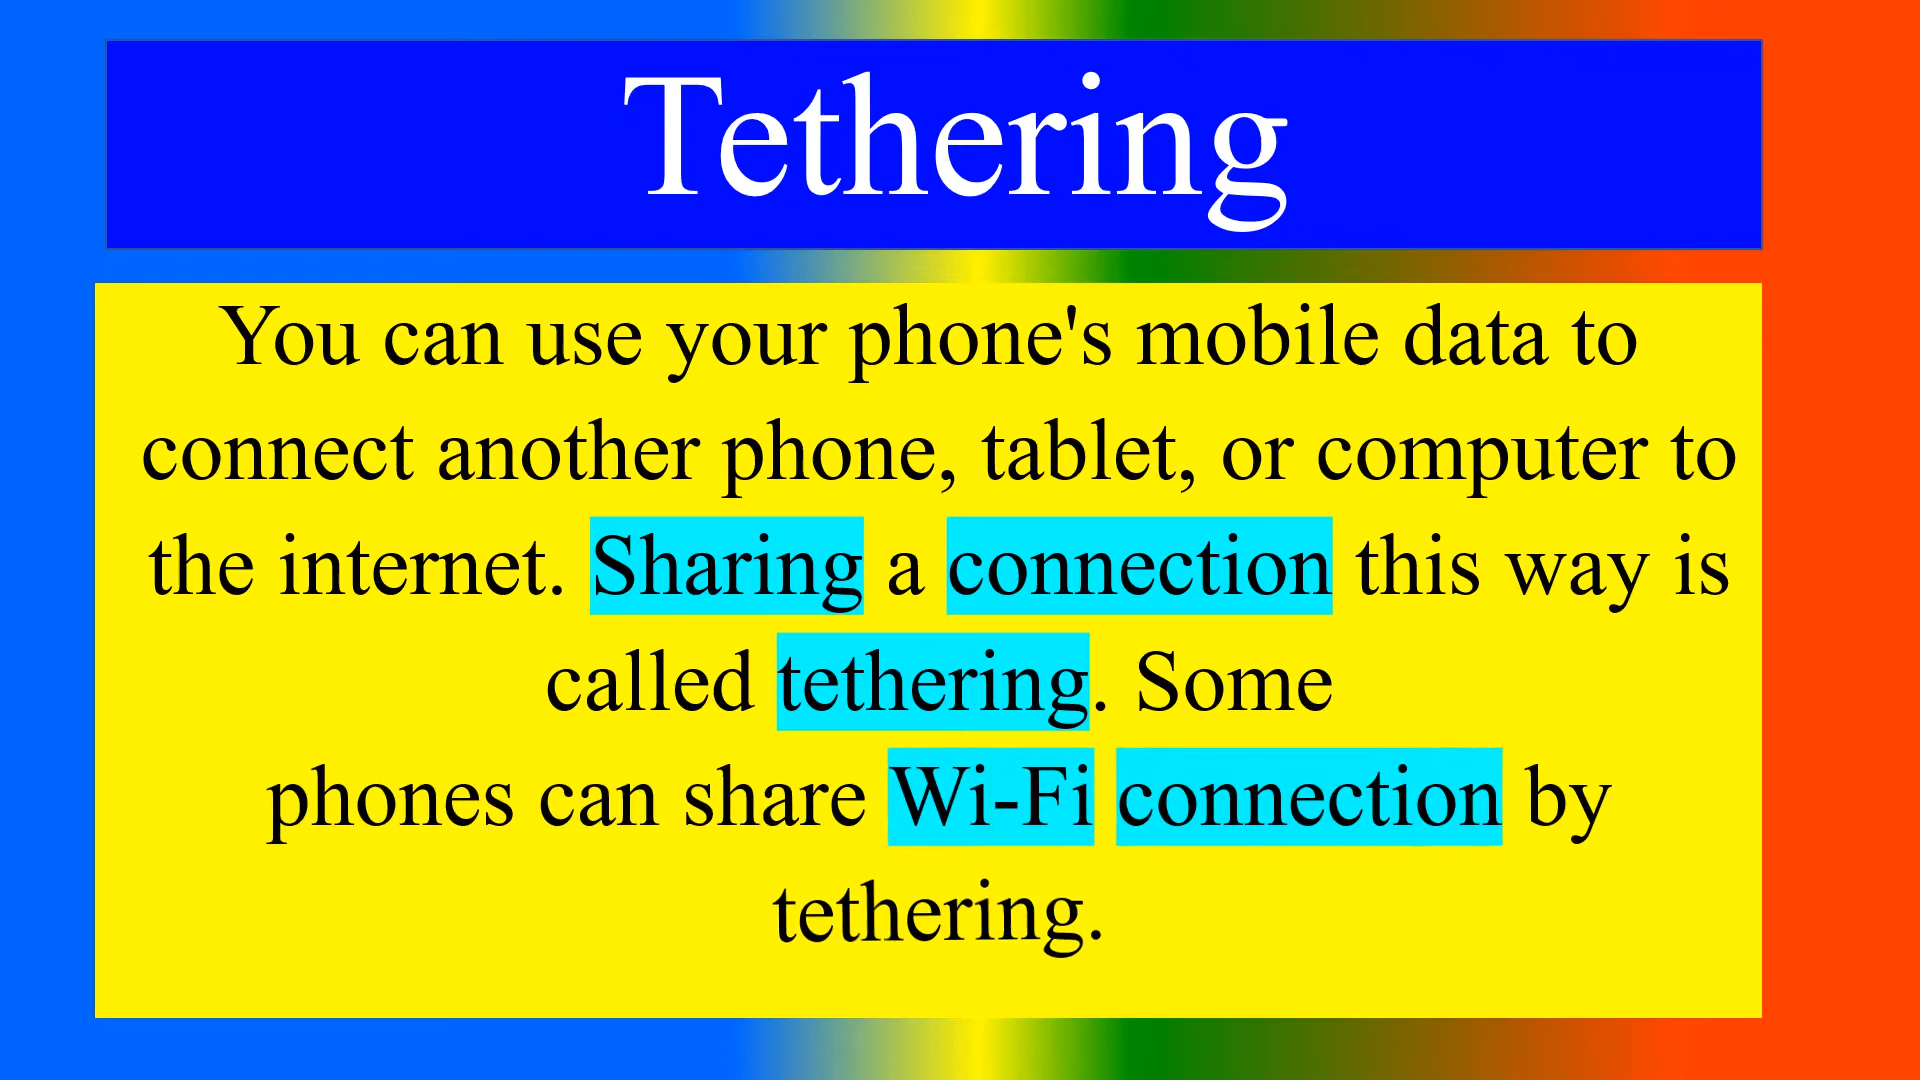 Tethering
You can use your phone's mobile data to
connect another phone, tablet, or computer to
the internet. Sharing a connection this way is
called tethering. Some
phones can share Wi-Fi connection by
tethering.